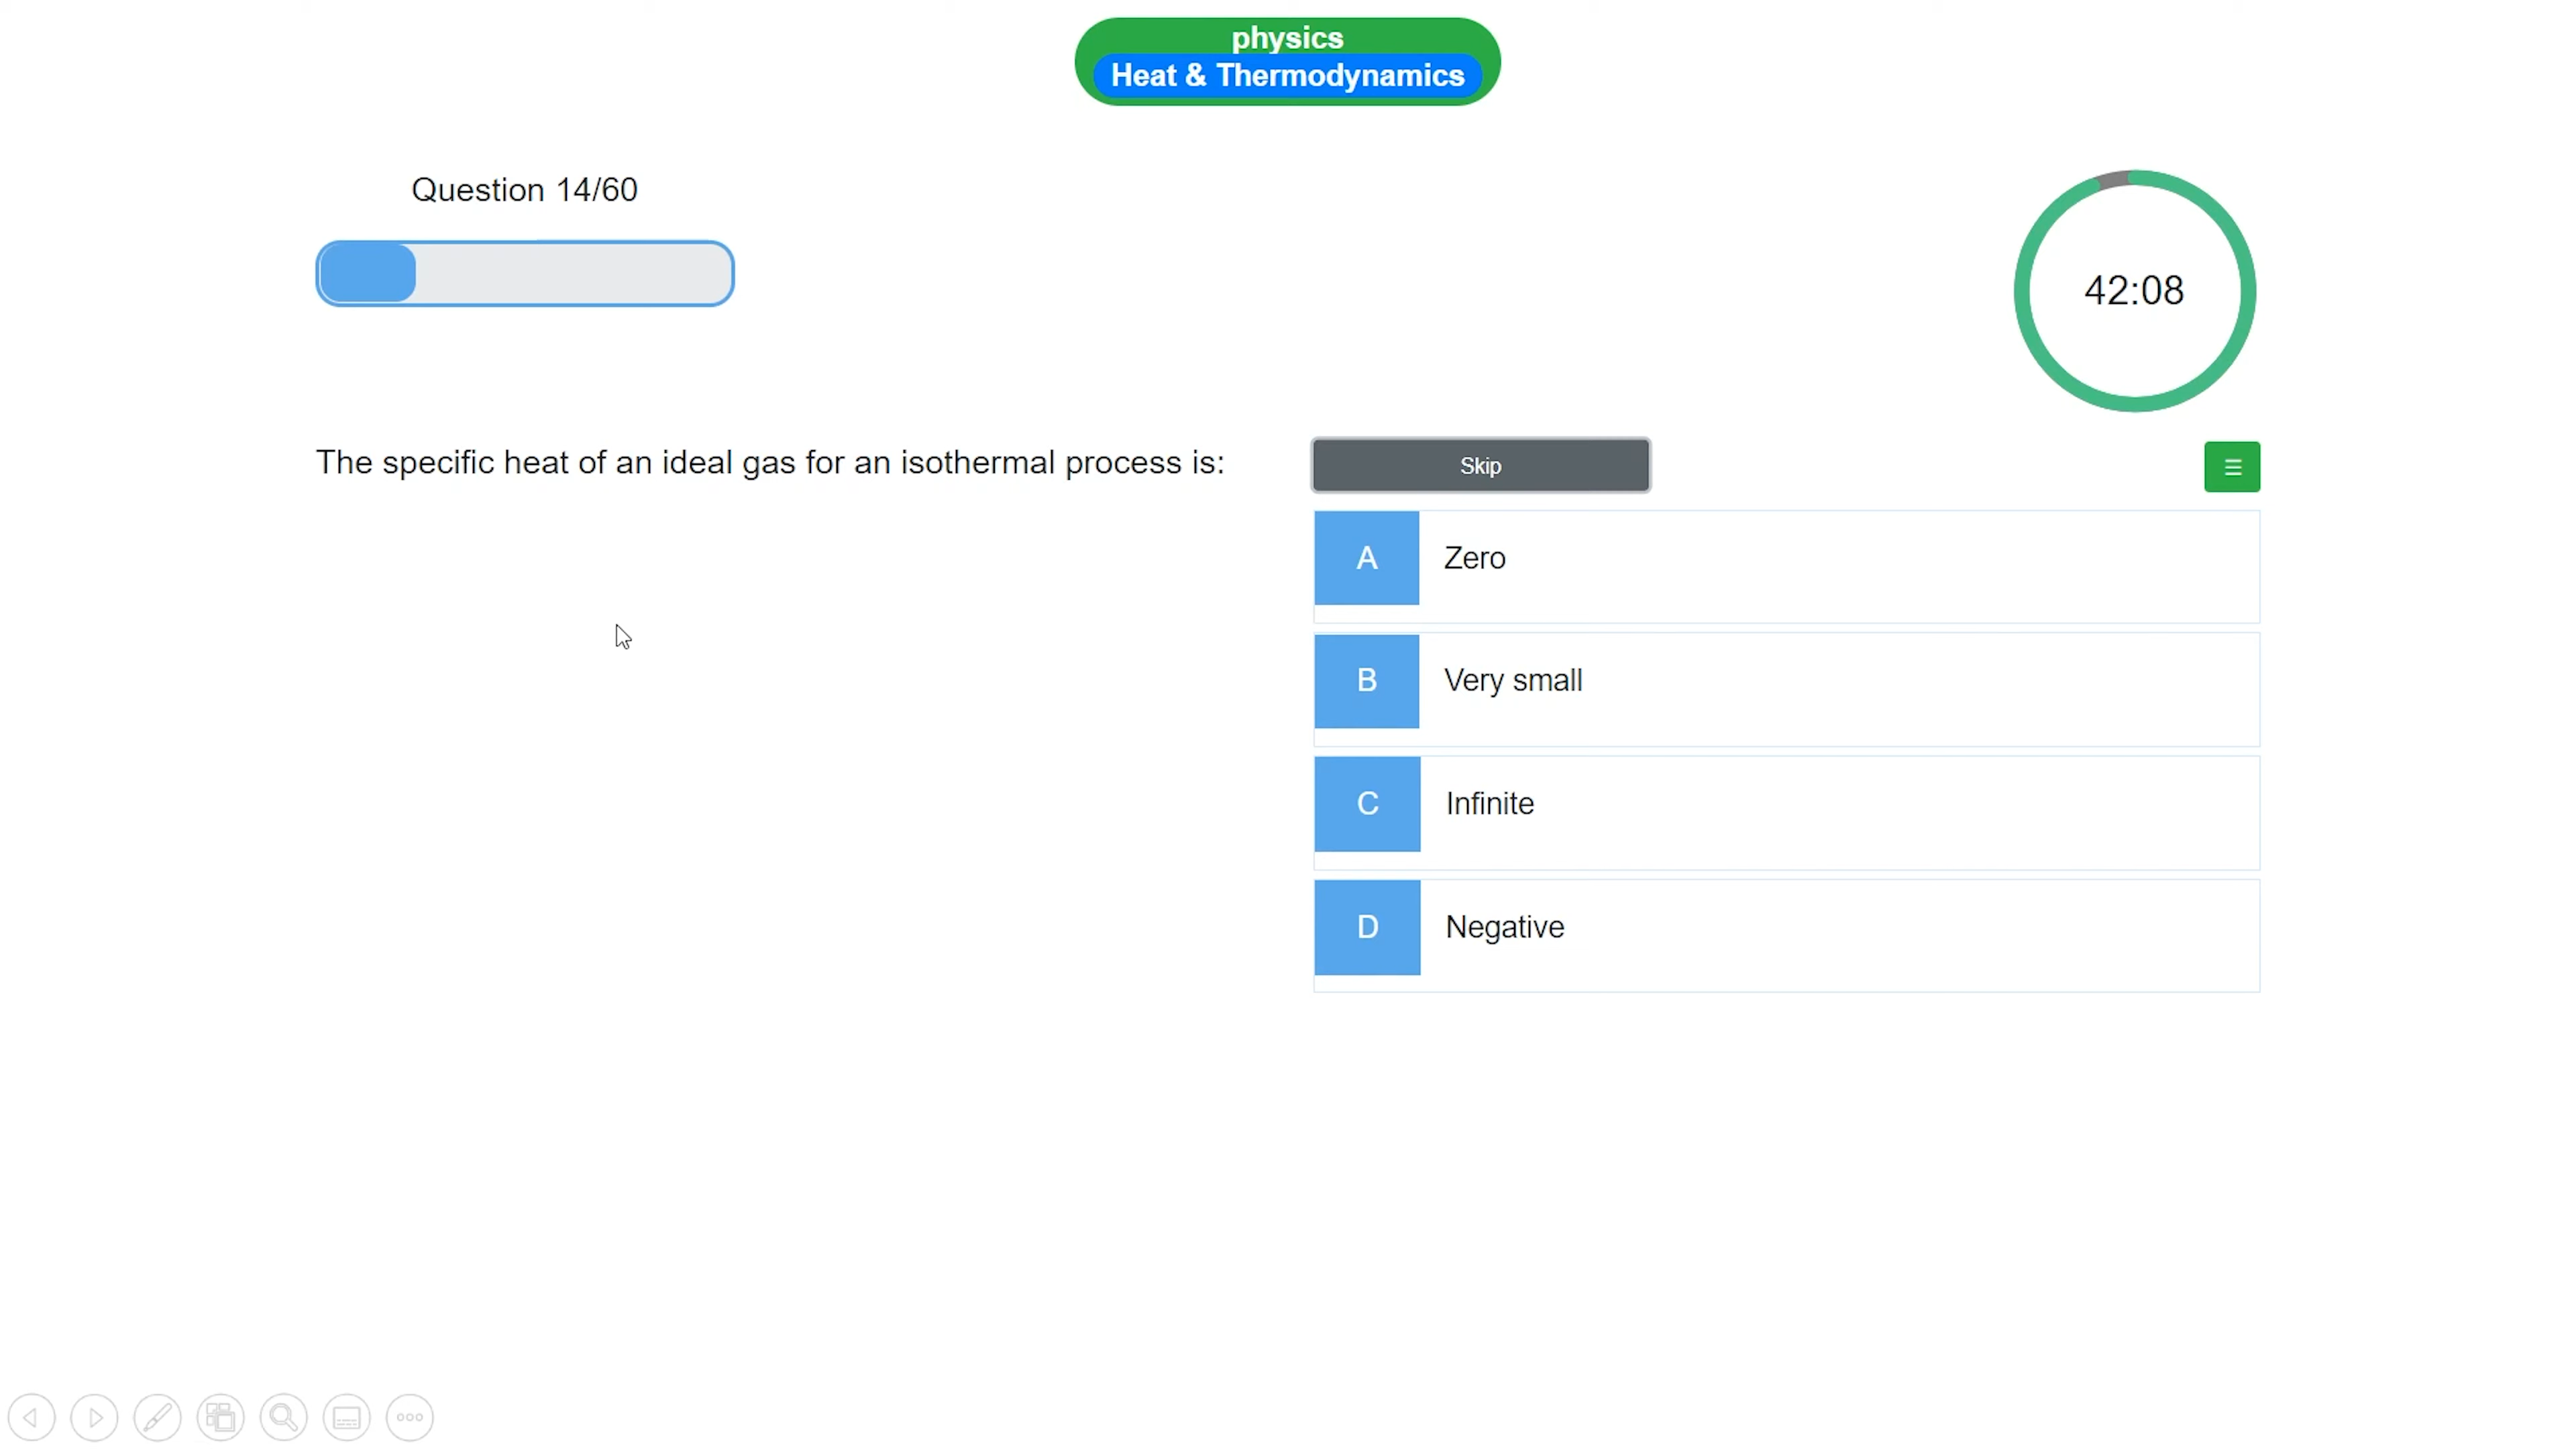 physics
Heat & Thermodynamics
Question 14/60
42:08
The specific heat of an ideal gas for an isothermal process is:
Skip
A Zero
B Very small
C Infinite
D Negative